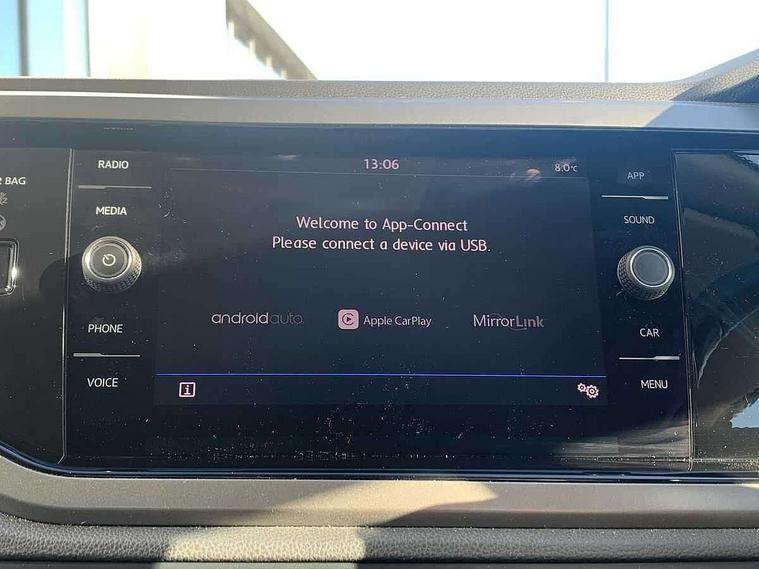 RADIO
13:06
8.0°C
APP
R BAG
MEDIA
SOUND
Welcome to App-Connect
Please connect a device via USB.
androidauto
Apple CarPlay
MirrorLink
PHONE
CAR
VOICE
i
MENU